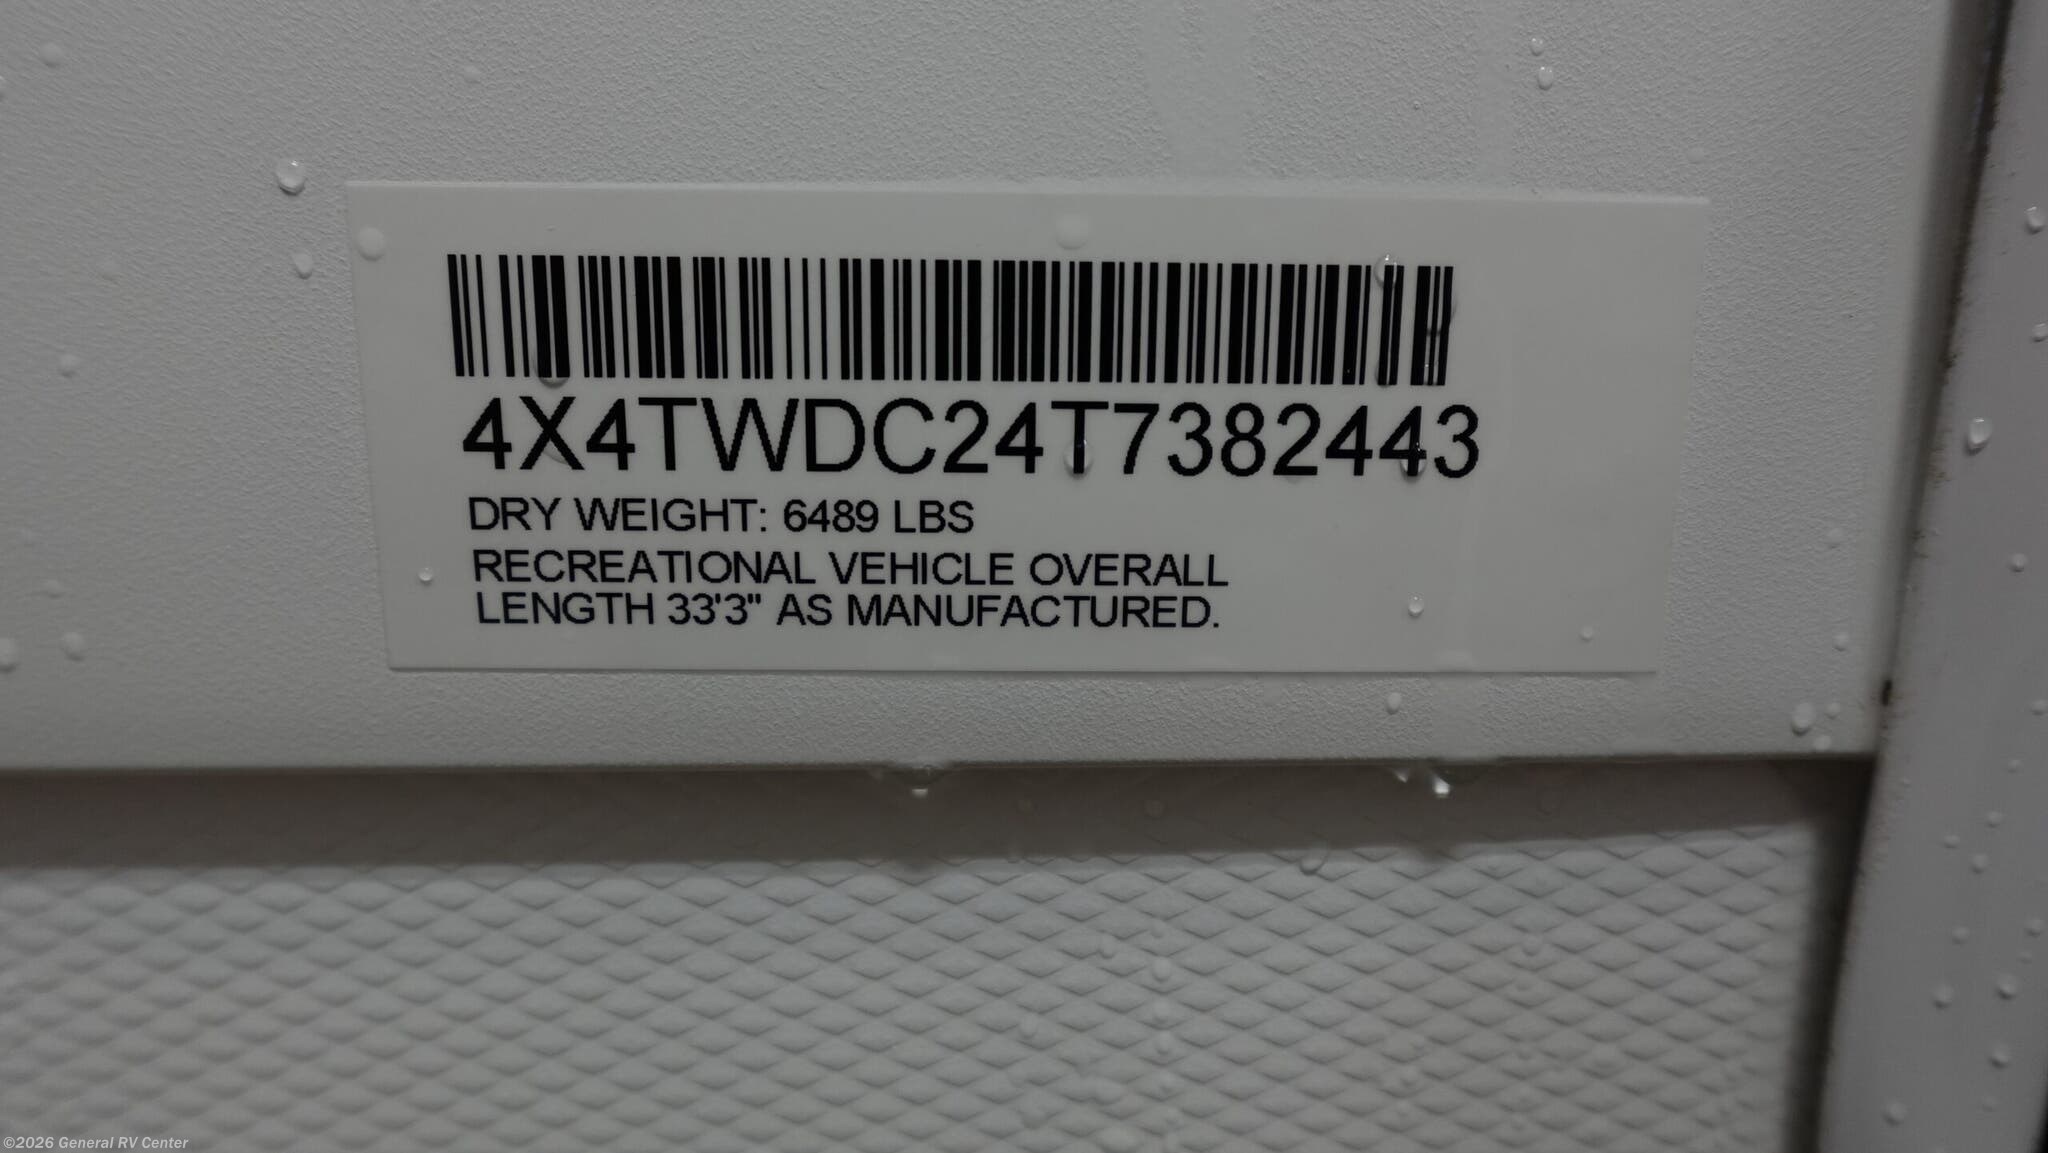 4X4TWDC24T7382443
DRY WEIGHT: 6489 LBS
RECREATIONAL VEHICLE OVERALL
LENGTH 33'3" AS MANUFACTURED.
©2026 General RV Center